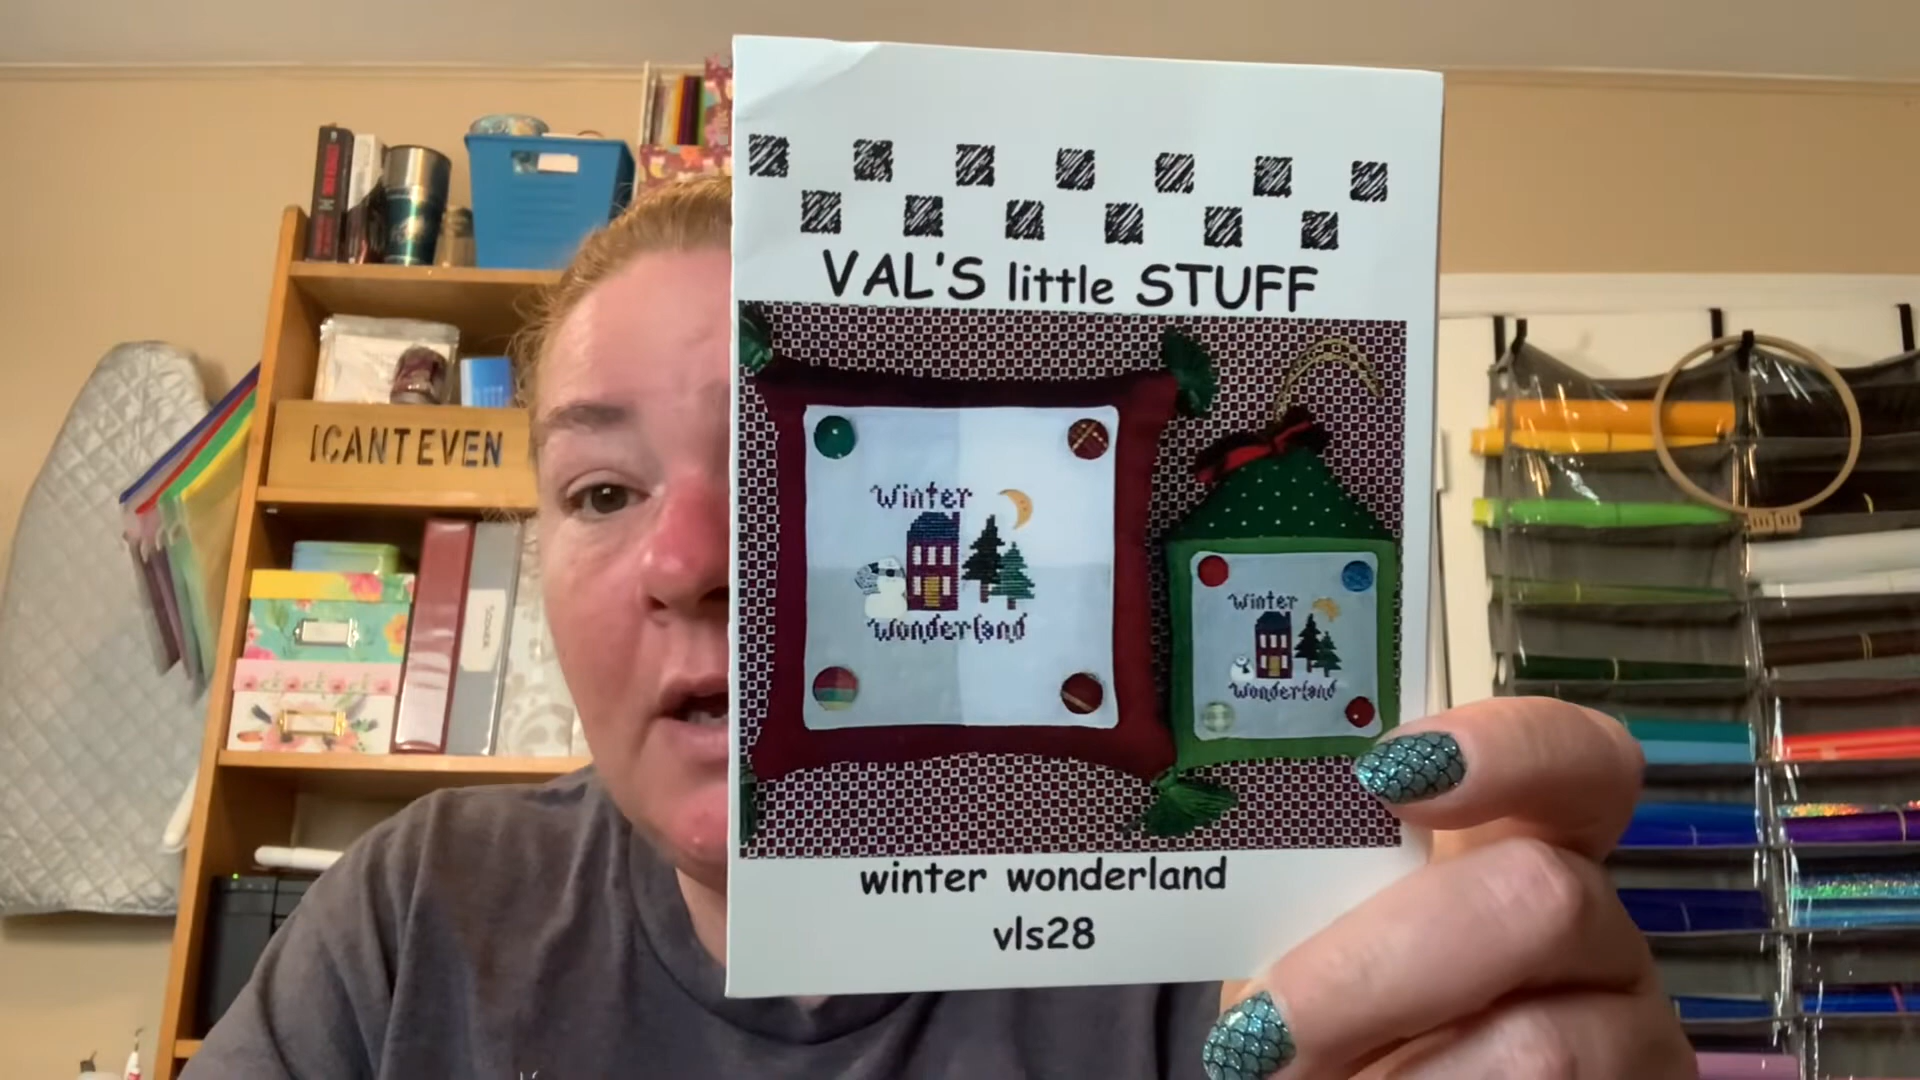 VAL'S little STUFF
Winter
Wonderland
Winter
Wonderland
winter wonderland
vls28
ICANTEVEN